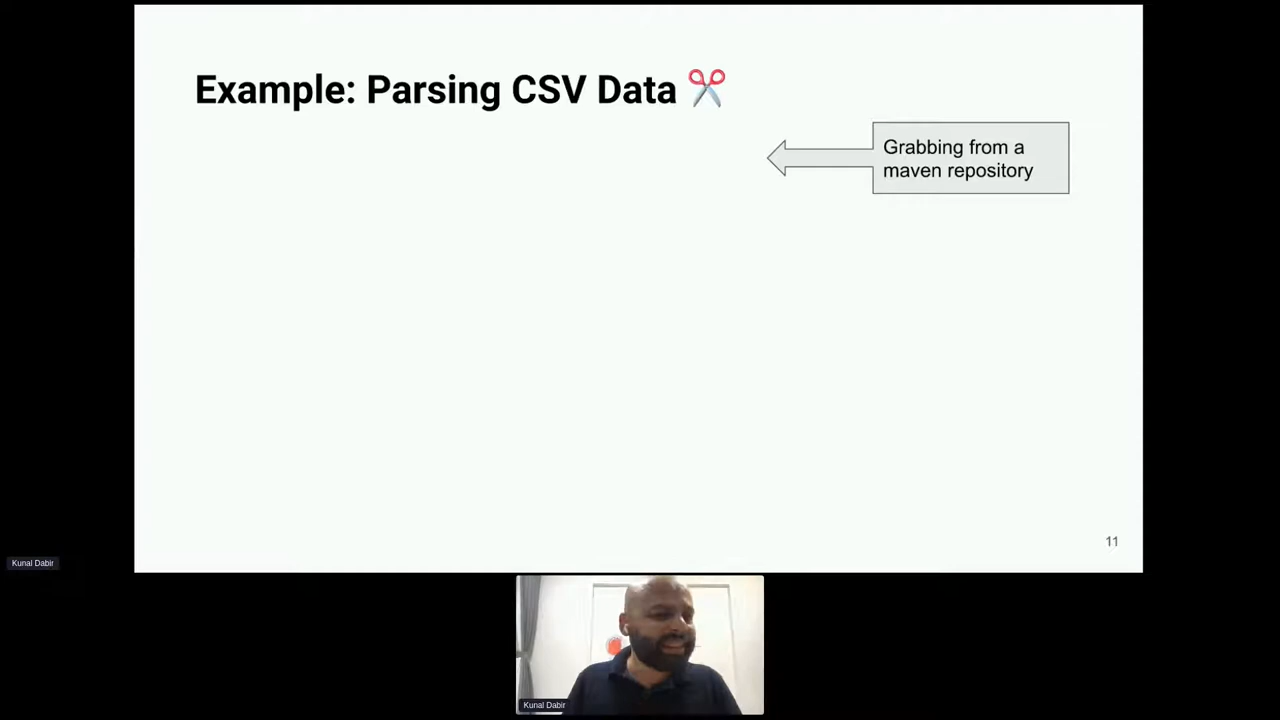 Example: Parsing CSV Data ✂️
Grabbing from a
maven repository
11
Kunal Dabir
Kunal Dabir